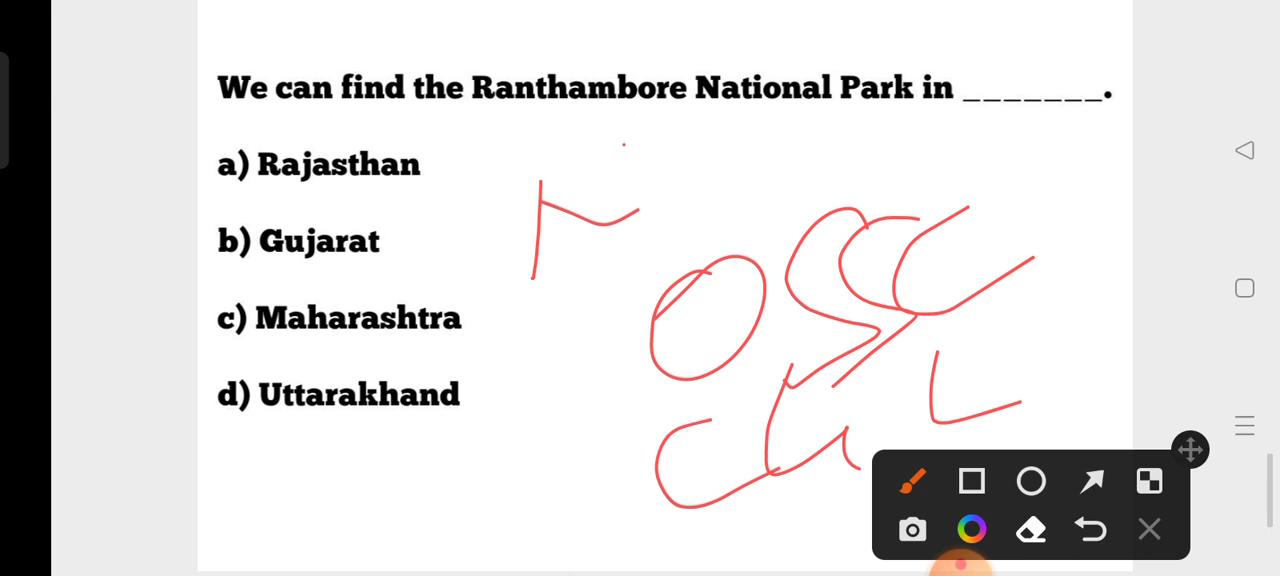 We can find the Ranthambore National Park in _______.
a) Rajasthan
b) Gujarat
c) Maharashtra
d) Uttarakhand